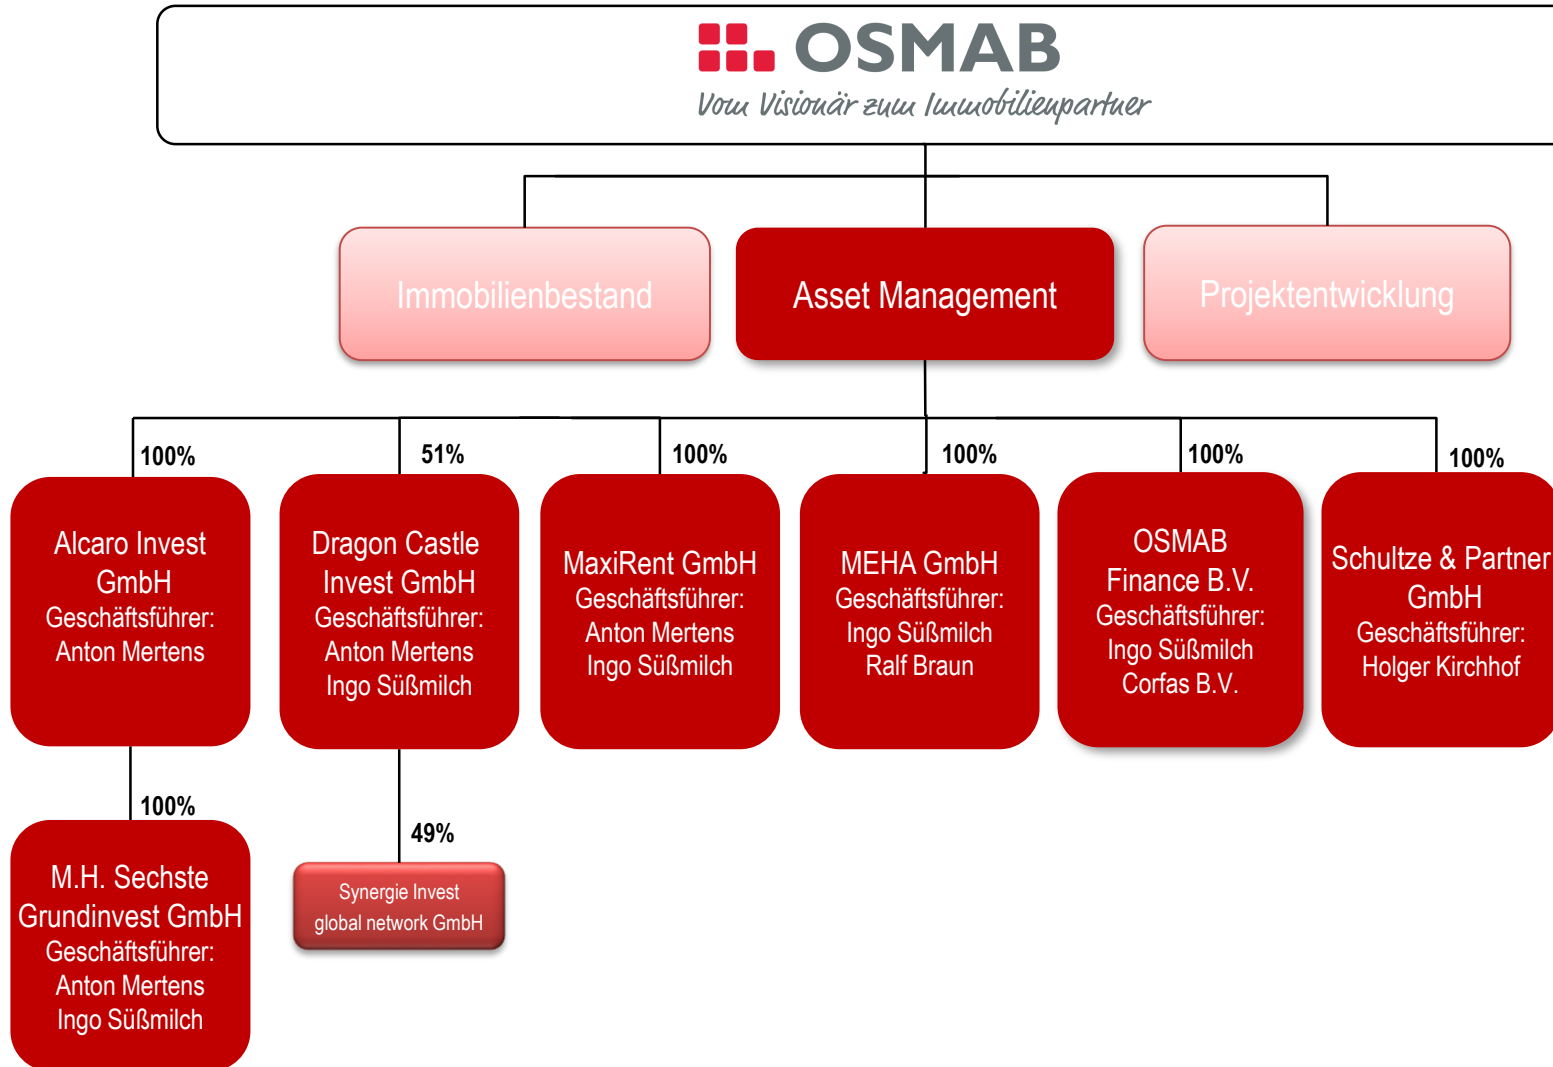 OSMAB
Vom Visionär zum Immobilienpartner
Immobilienbestand
Asset Management
Projektentwicklung
100%
51%
100%
100%
100%
100%
Alcaro Invest
GmbH
Geschäftsführer:
Anton Mertens
Dragon Castle
Invest GmbH
Geschäftsführer:
Anton Mertens
Ingo Süßmilch
MaxiRent GmbH
Geschäftsführer:
Anton Mertens
Ingo Süßmilch
MEHA GmbH
Geschäftsführer:
Ingo Süßmilch
Ralf Braun
OSMAB
Finance B.V.
Geschäftsführer:
Ingo Süßmilch
Corfas B.V.
Schultze & Partner
GmbH
Geschäftsführer:
Holger Kirchhof
100%
49%
M.H. Sechste
Grundinvest GmbH
Geschäftsführer:
Anton Mertens
Ingo Süßmilch
Synergie Invest
global network GmbH